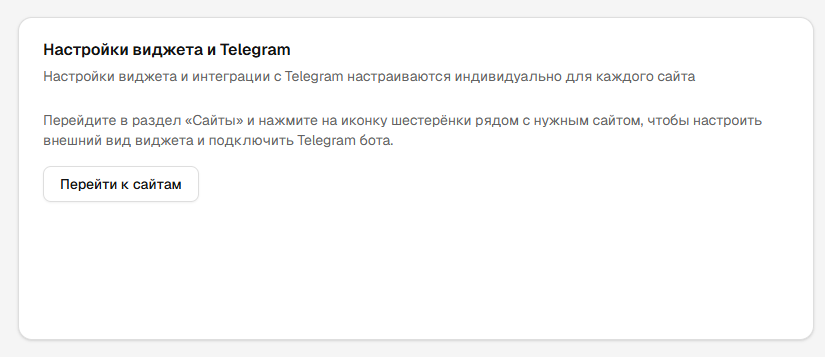 Настройки виджета и Telegram
Настройки виджета и интеграции с Telegram настраиваются индивидуально для каждого сайта
Перейдите в раздел «Сайты» и нажмите на иконку шестерёнки рядом с нужным сайтом, чтобы настроить
внешний вид виджета и подключить Telegram бота.
Перейти к сайтам